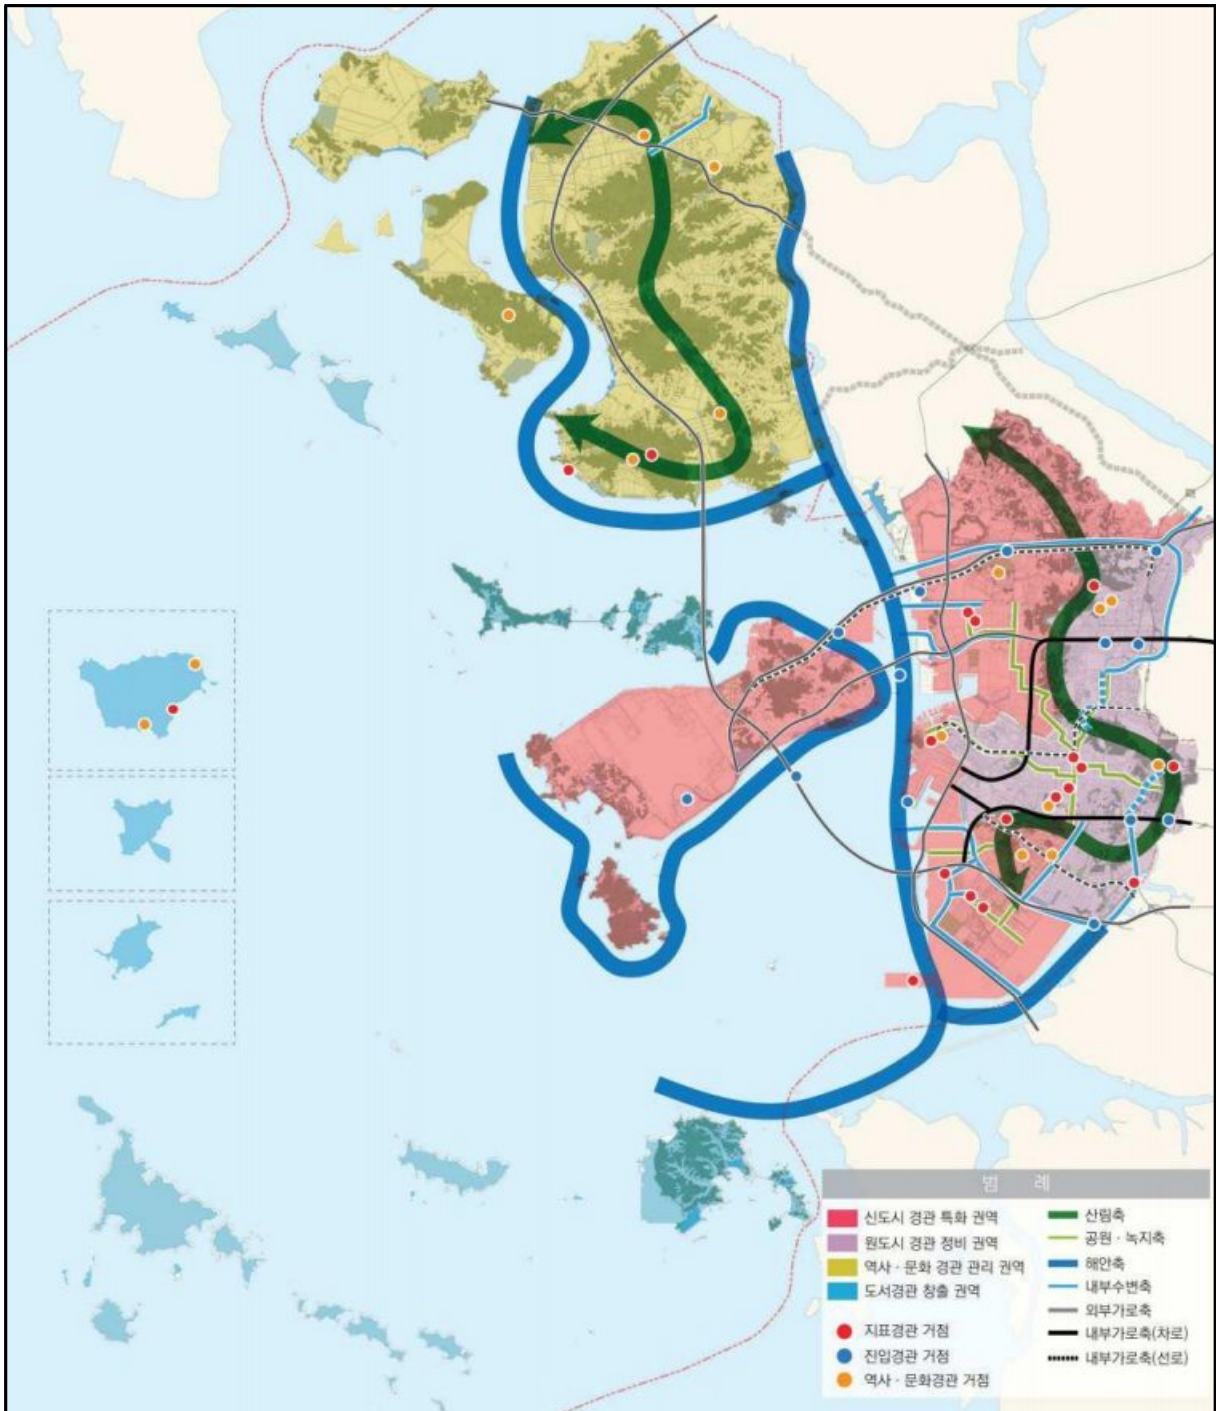 범 례
신도시 경관 특화 권역
원도시 경관 정비 권역
역사 · 문화 경관 관리 권역
도서경관 창출 권역
지표경관 거점
진입경관 거점
역사 · 문화경관 거점
산림축
공원 · 녹지축
해안축
내부수변축
외부가로축
내부가로축(차로)
내부가로축(선로)